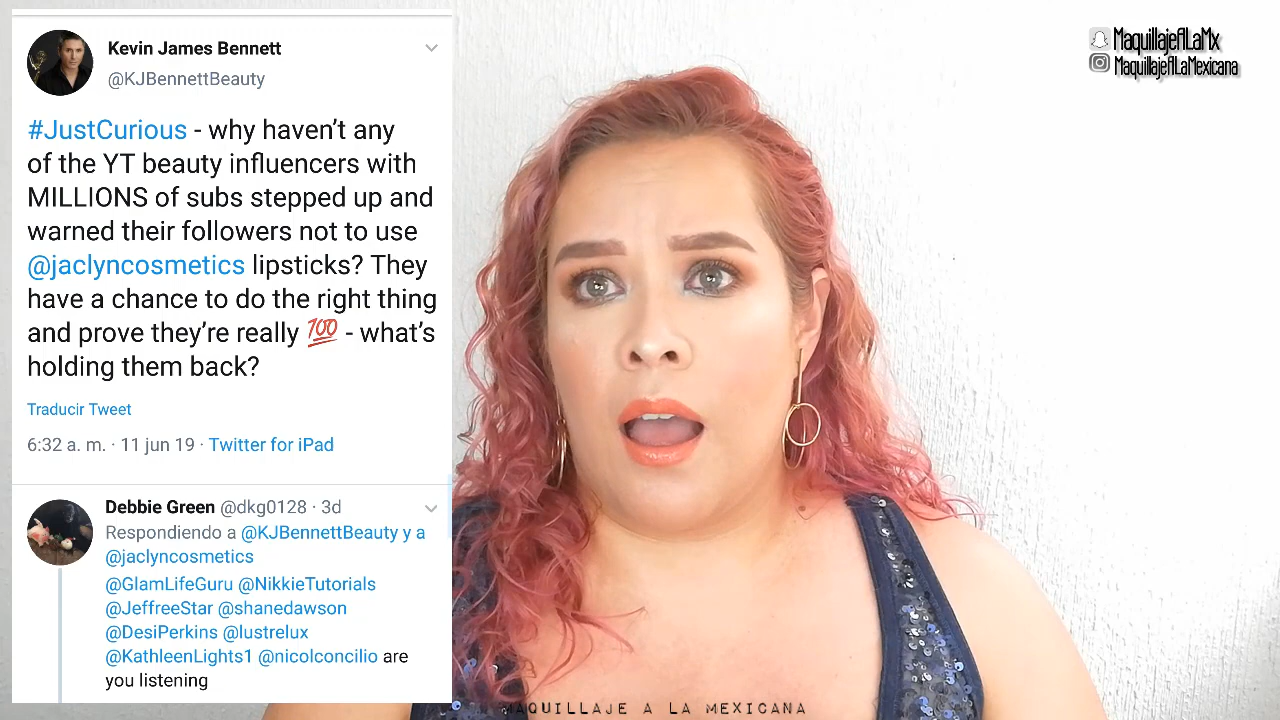 Kevin James Bennett
@KJBennettBeauty
#JustCurious - why haven't any
of the YT beauty influencers with
MILLIONS of subs stepped up and
warned their followers not to use
@jaclyncosmetics lipsticks? They
have a chance to do the right thing
and prove they're really 💯 - what's
holding them back?
Traducir Tweet
6:32 a. m. · 11 jun 19 · Twitter for iPad
Debbie Green @dkg0128 · 3d
Respondiendo a @KJBennettBeauty y a
@jaclyncosmetics
@GlamLifeGuru @NikkieTutorials
@JeffreeStar @shanedawson
@DesiPerkins @lustrelux
@KathleenLights1 @nicolconcilio are
you listening
MaquillajeALaMx
MaquillajeALaMexicana
MAQUILLAJE A LA MEXICANA